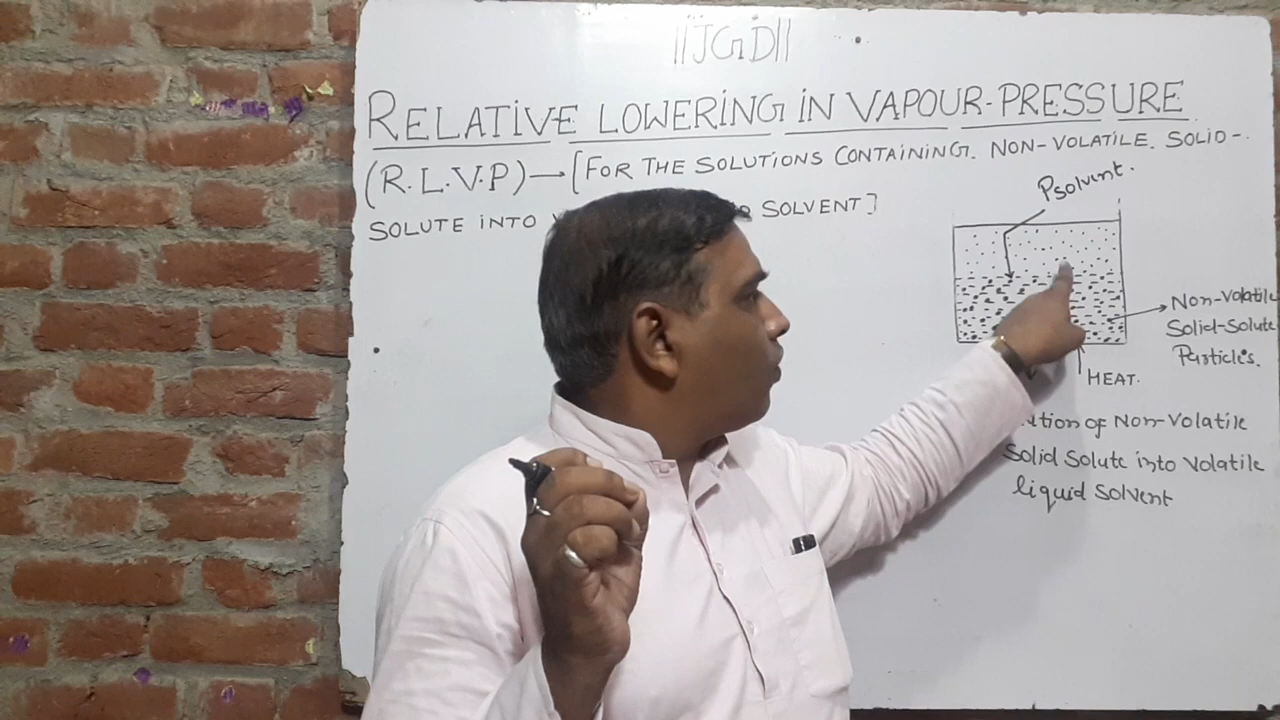 ||JGD||
RELATIVE LOWERING IN VAPOUR-PRESSURE
(R.L.V.P) → [FOR THE SOLUTIONS CONTAINING. NON-VOLATILE. SOLID-.
SOLUTE INTO SOLVENT]
Psolvent.
Non-Volatile
Solid-Solute
Particles.
HEAT.
of Non-Volatile
Solid Solute into Volatile
liquid Solvent